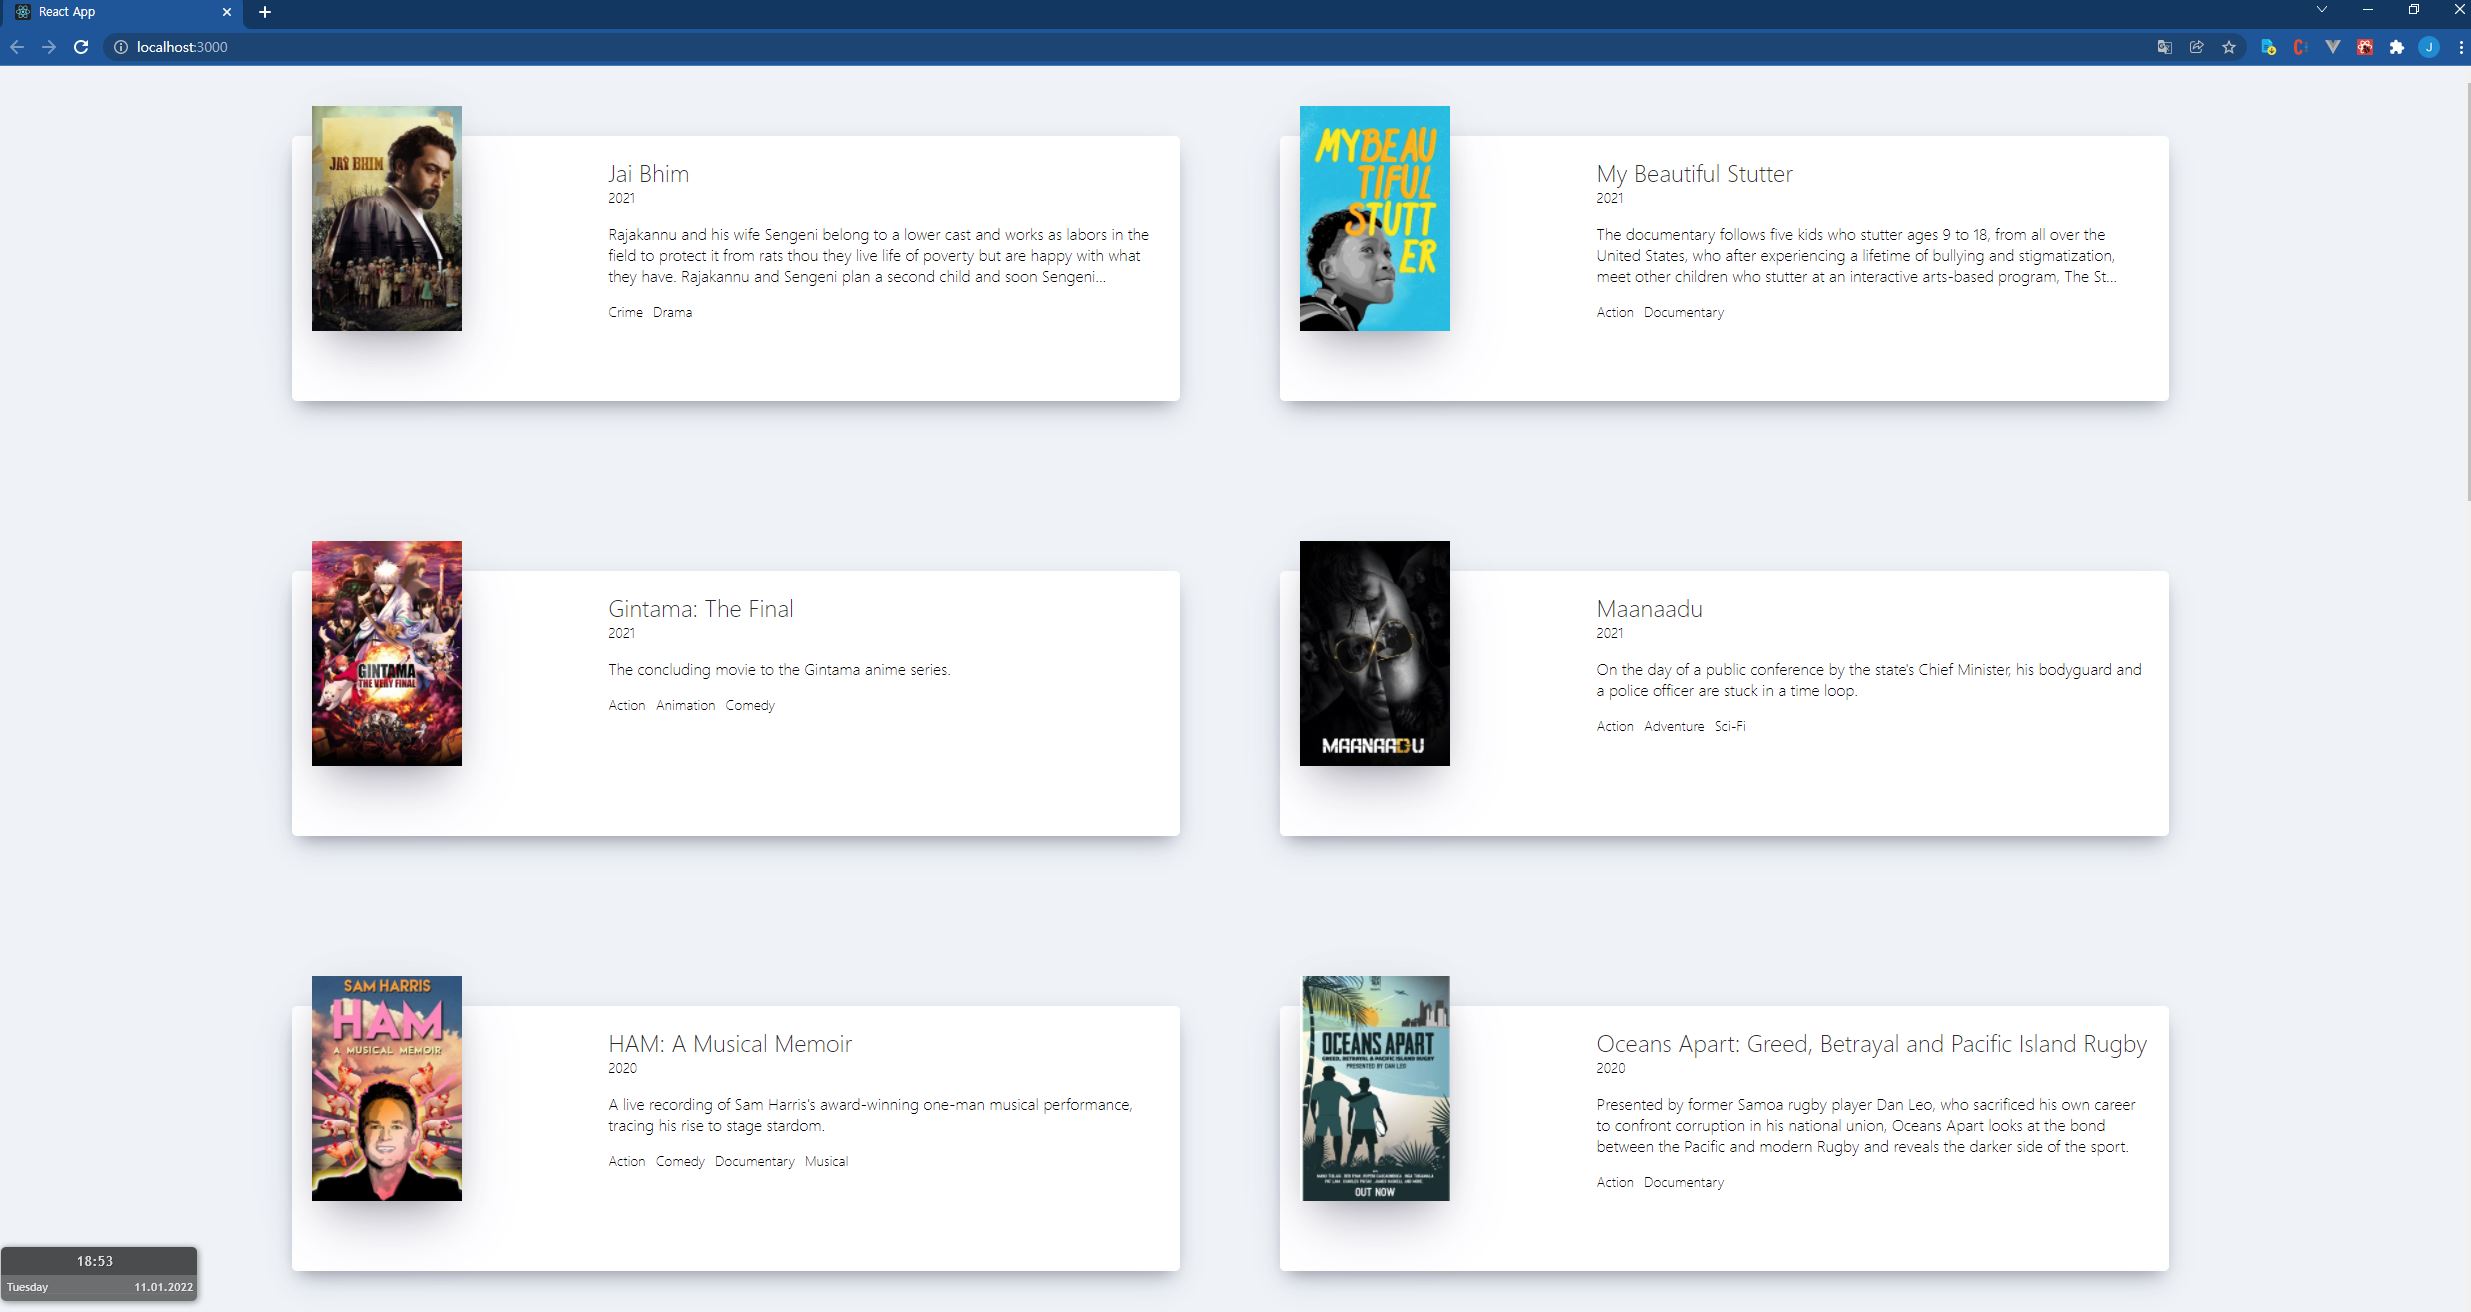 React App
localhost:3000
J
JAI BHIM
Jai Bhim
2021
Rajakannu and his wife Sengeni belong to a lower cast and works as labors in the
field to protect it from rats thou they live life of poverty but are happy with what
they have. Rajakannu and Sengeni plan a second child and soon Sengeni...
Crime Drama
MY BEAU
TIFUL
STUTT
ER
My Beautiful Stutter
2021
The documentary follows five kids who stutter ages 9 to 18, from all over the
United States, who after experiencing a lifetime of bullying and stigmatization,
meet other children who stutter at an interactive arts-based program, The St...
Action Documentary
GINTAMA
THE VERY FINAL
Gintama: The Final
2021
The concluding movie to the Gintama anime series.
Action Animation Comedy
MAANAADU
Maanaadu
2021
On the day of a public conference by the state's Chief Minister, his bodyguard and
a police officer are stuck in a time loop.
Action Adventure Sci-Fi
SAM HARRIS
HAM
A MUSICAL MEMOIR
HAM: A Musical Memoir
2020
A live recording of Sam Harris's award-winning one-man musical performance,
tracing his rise to stage stardom.
Action Comedy Documentary Musical
OCEANS APART
GREED, BETRAYAL & PACIFIC ISLAND RUGBY
PRESENTED BY DAN LEO
OUT NOW
Oceans Apart: Greed, Betrayal and Pacific Island Rugby
2020
Presented by former Samoa rugby player Dan Leo, who sacrificed his own career
to confront corruption in his national union, Oceans Apart looks at the bond
between the Pacific and modern Rugby and reveals the darker side of the sport.
Action Documentary
18:53
Tuesday 11.01.2022